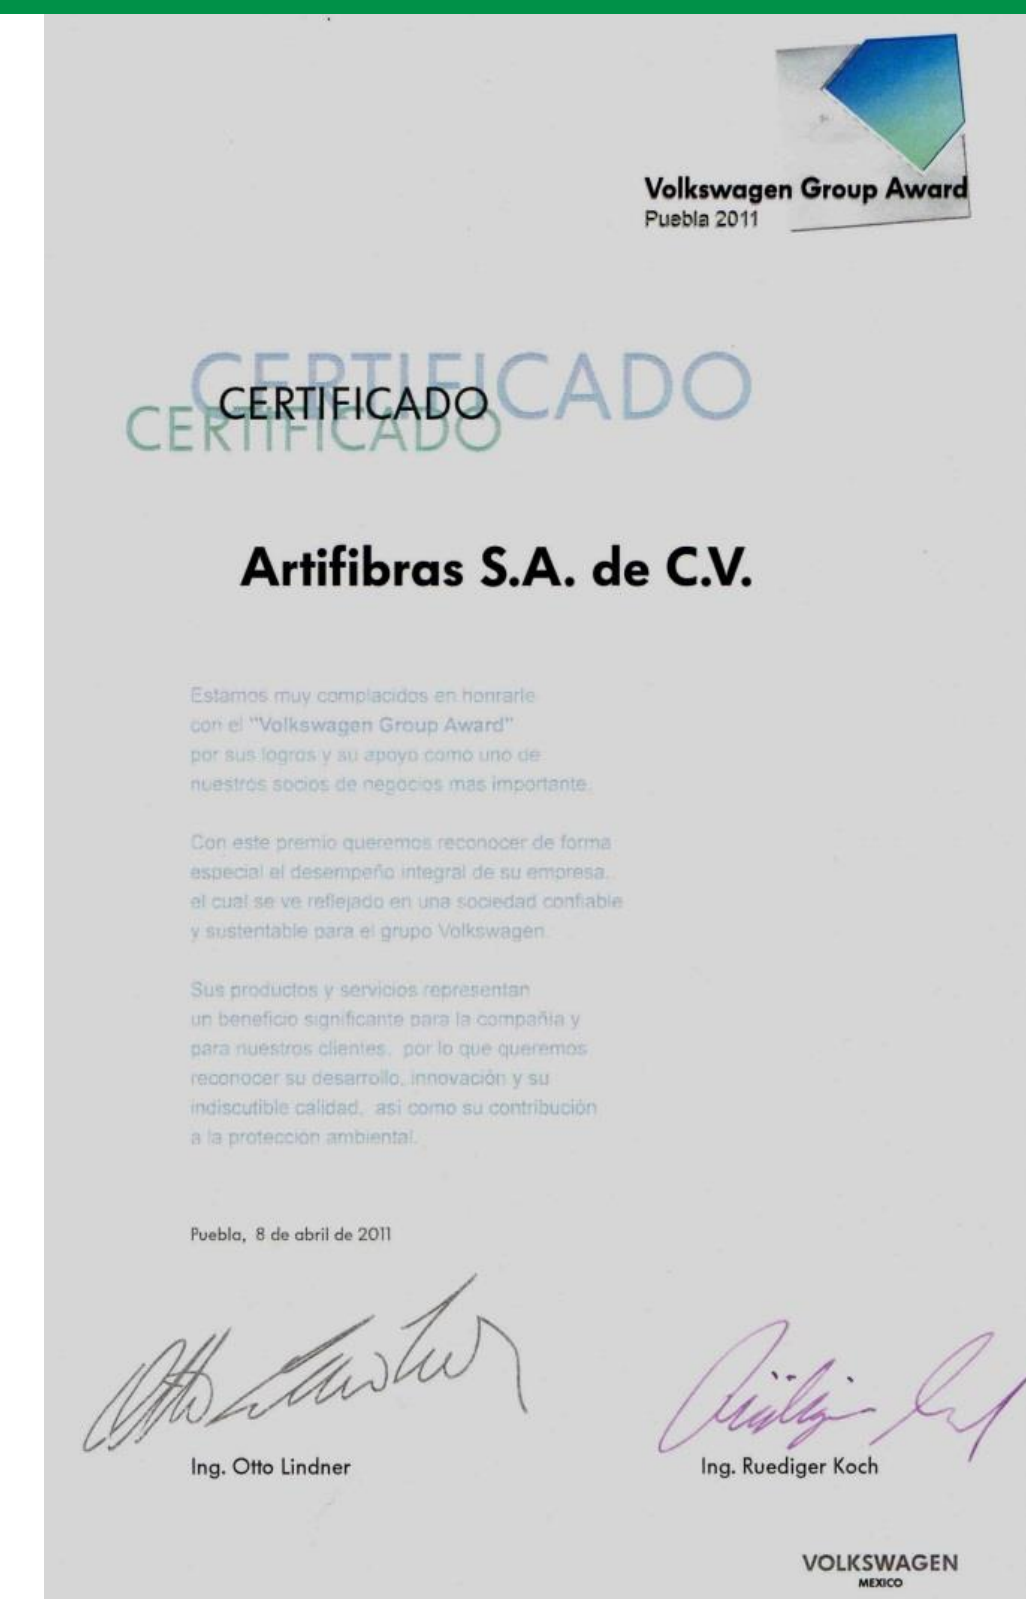 Volkswagen Group Award
Puebla 2011
CERTIFICADO
CERTIFICADO
CERTIFICADO
Artifibras S.A. de C.V.
Estamos muy complacidos en honrarle
con el "Volkswagen Group Award"
por sus logros y su apoyo como uno de
nuestros socios de negocios mas importante.
Con este premio queremos reconocer de forma
especial el desempeño integral de su empresa,
el cual se ve reflejado en una sociedad confiable
y sustentable para el grupo Volkswagen.
Sus productos y servicios representan
un beneficio significante para la compañia y
para nuestros clientes, por lo que queremos
reconocer su desarrollo, innovación y su
indiscutible calidad, asi como su contribución
a la protección ambiental.
Puebla, 8 de abril de 2011
Otto Lindner
Ing. Otto Lindner
Ing. Ruediger Koch
VOLKSWAGEN
MEXICO